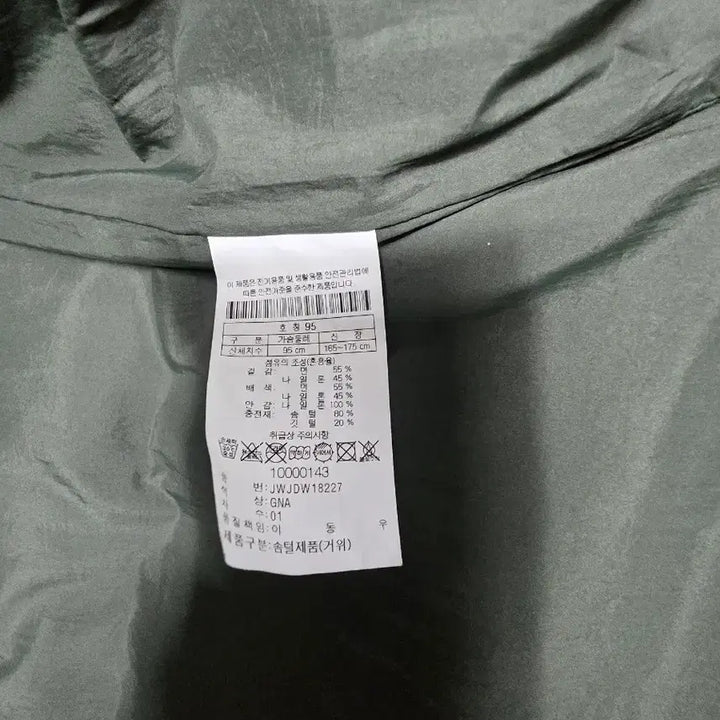 이 제품은 전기용품 및 생활용품 안전관리법에
따른 안전기준을 준수한 제품입니다.
호 칭 95
구 분 가슴둘레 신 장
신체치수 95 cm 165~175 cm
섬유의 조성(혼용율)
겉 감: 면 55 %
나 일 론 45 %
배 색: 면 55 %
나 일 론 45 %
안 감: 나 일 론 100 %
충전재: 솜 털 80 %
깃 털 20 %
취급상 주의사항
10000143
번: JWJDW18227
상: GNA
수: 01
품질책임: 이 동 우
제품구분: 솜털제품(거위)